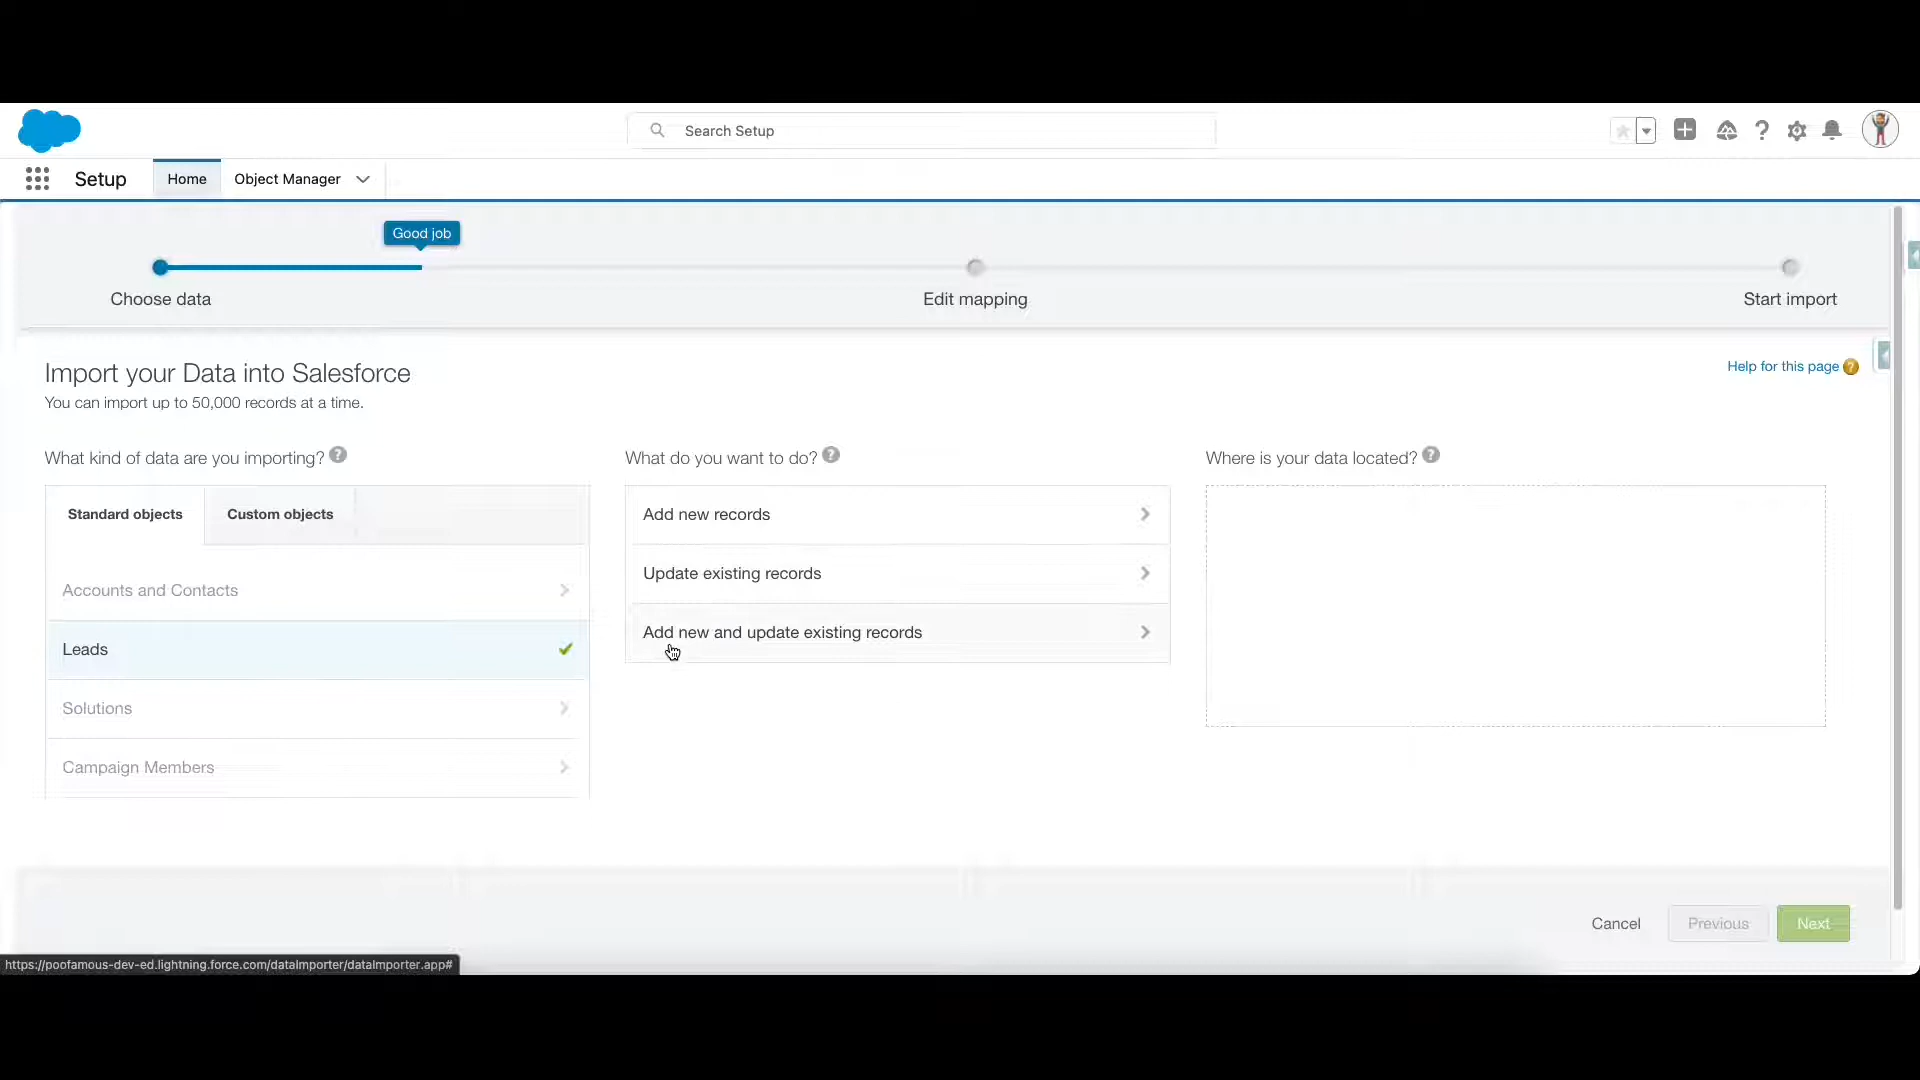 Search Setup
Setup
Home
Object Manager
Good job
Choose data
Edit mapping
Start import
Import your Data into Salesforce
Help for this page
You can import up to 50,000 records at a time.
What kind of data are you importing?
What do you want to do?
Where is your data located?
Standard objects
Custom objects
Accounts and Contacts
Leads
Solutions
Campaign Members
Add new records
Update existing records
Add new and update existing records
Cancel
Previous
Next
https://poofamous-dev-ed.lightning.force.com/dataImporter/dataImporter.app#